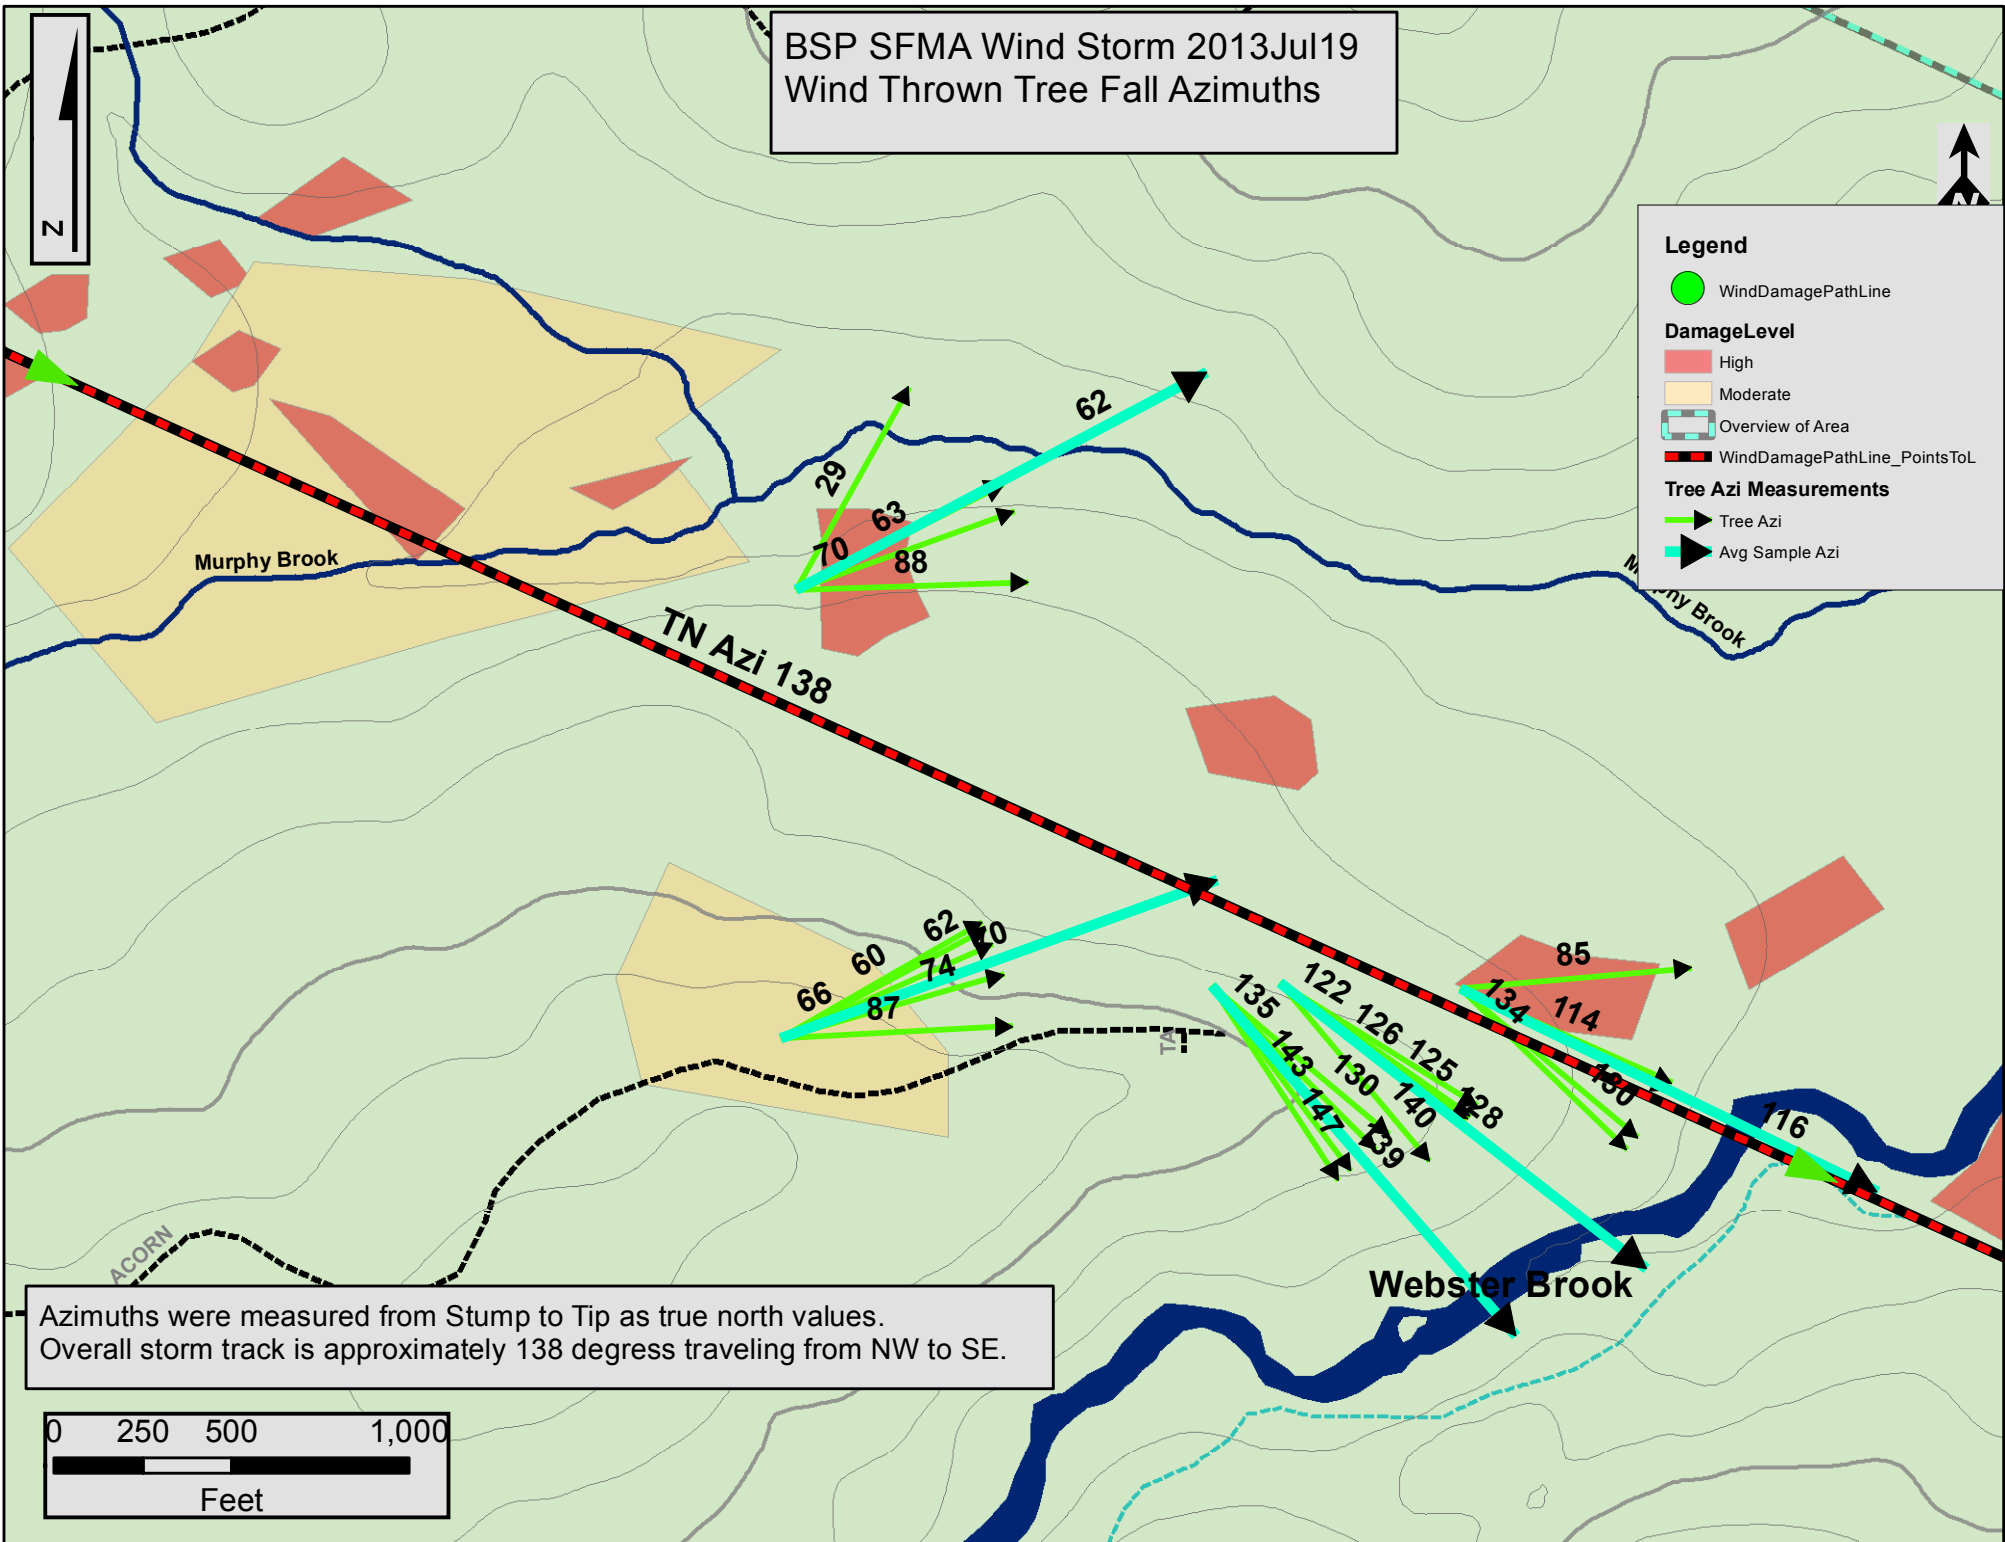 BSP SFMA Wind Storm 2013Jul19
Wind Thrown Tree Fall Azimuths
N
N
Legend
WindDamagePathLine
DamageLevel
High
Moderate
Overview of Area
WindDamagePathLine_PointsToL
Tree Azi Measurements
Tree Azi
Avg Sample Azi
62
29
63
70
88
Murphy Brook
Brook
TN Azi 138
62
70
60
74
66
87
85
122
135
134
114
126
125
143
130
128
140
147
139
130
116
TA
ACORN
Webster Brook
Azimuths were measured from Stump to Tip as true north values.
Overall storm track is approximately 138 degress traveling from NW to SE.
0 250 500 1,000
Feet